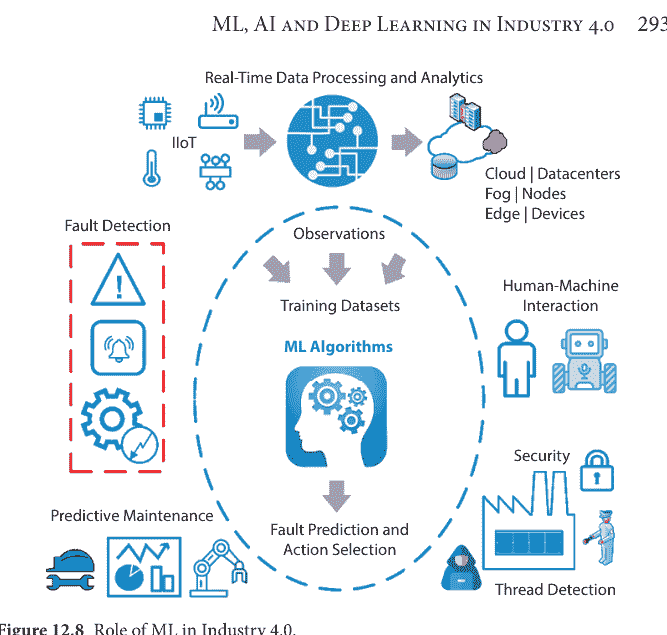 ML, AI and Deep Learning in Industry 4.0 293
Real-Time Data Processing and Analytics
IIoT
Cloud | Datacenters
Fog | Nodes
Edge | Devices
Fault Detection
Observations
Training Datasets
ML Algorithms
Human-Machine
Interaction
Security
Predictive Maintenance
Fault Prediction and
Action Selection
Thread Detection
Figure 12.8 Role of ML in Industry 4.0.